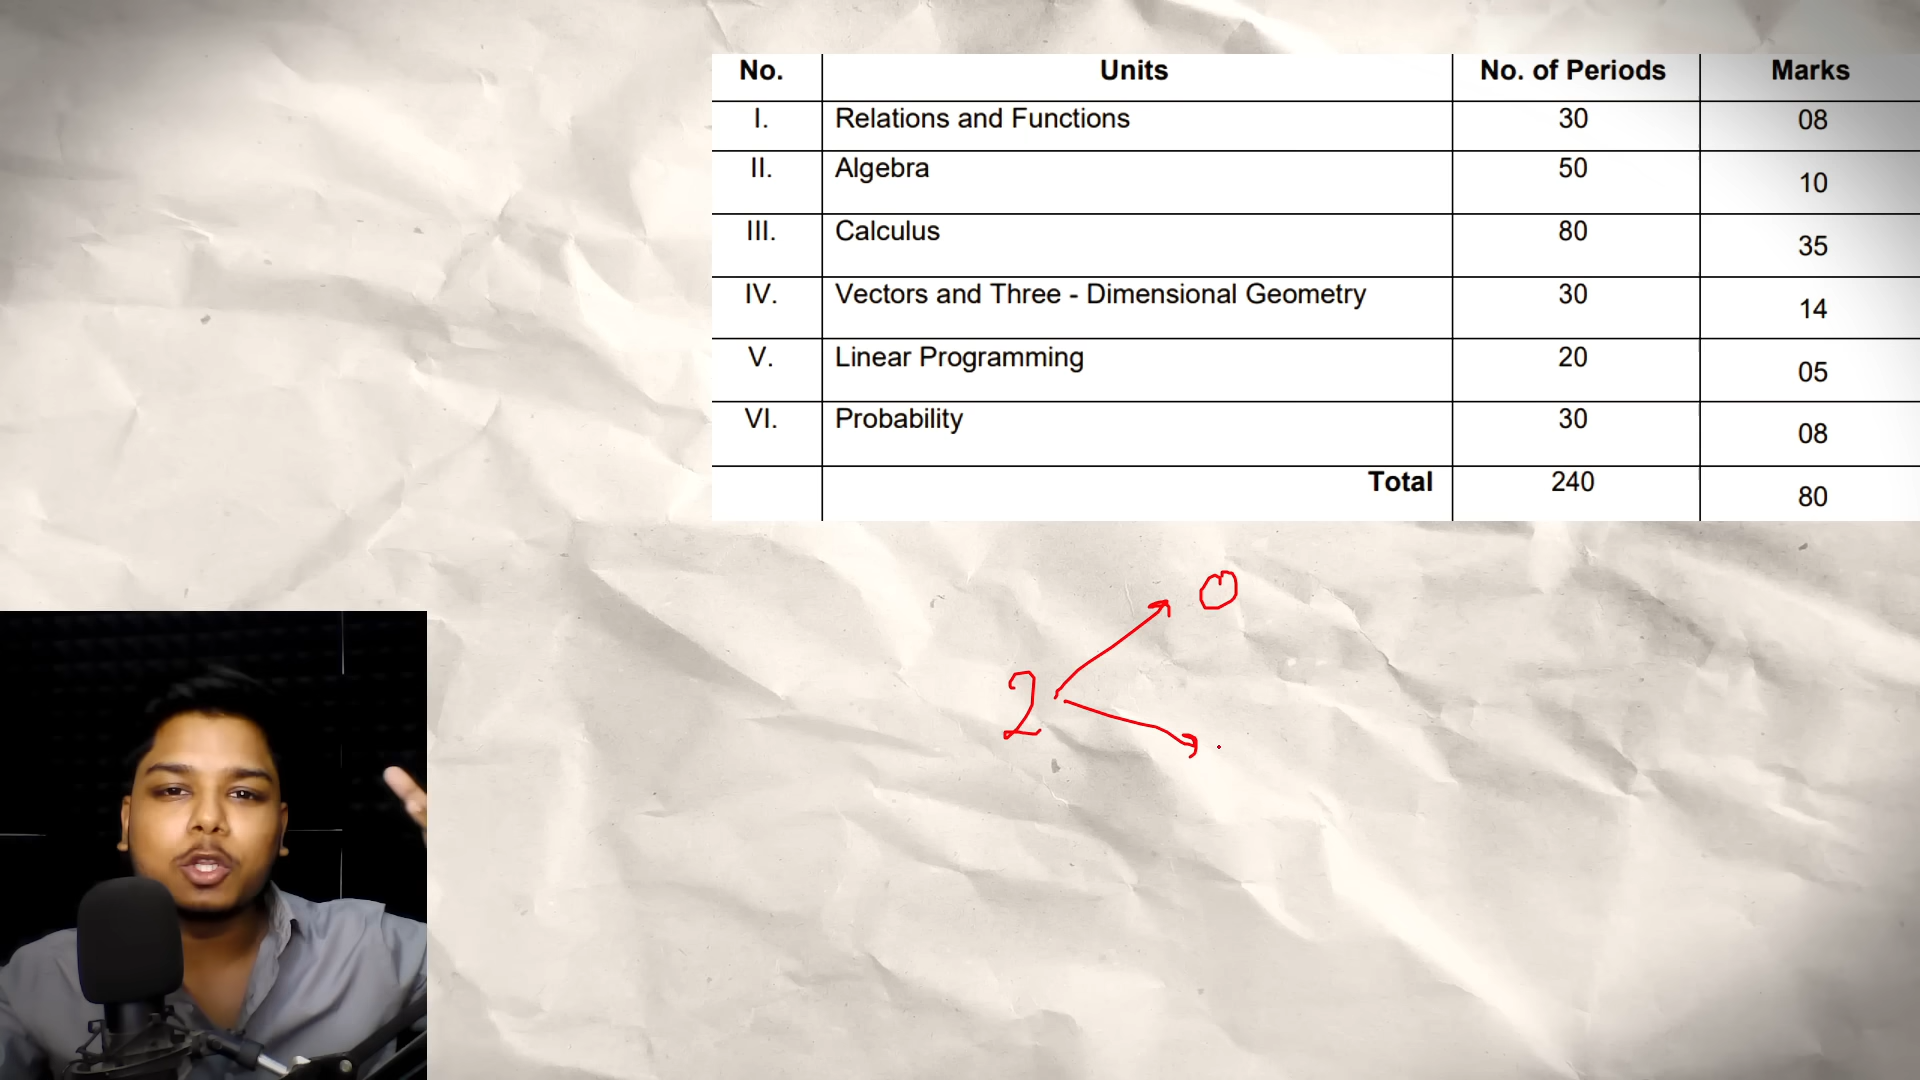 No. Units No. of Periods Marks
I. Relations and Functions 30 08
II. Algebra 50 10
III. Calculus 80 35
IV. Vectors and Three - Dimensional Geometry 30 14
V. Linear Programming 20 05
VI. Probability 30 08
Total 240 80
0
2